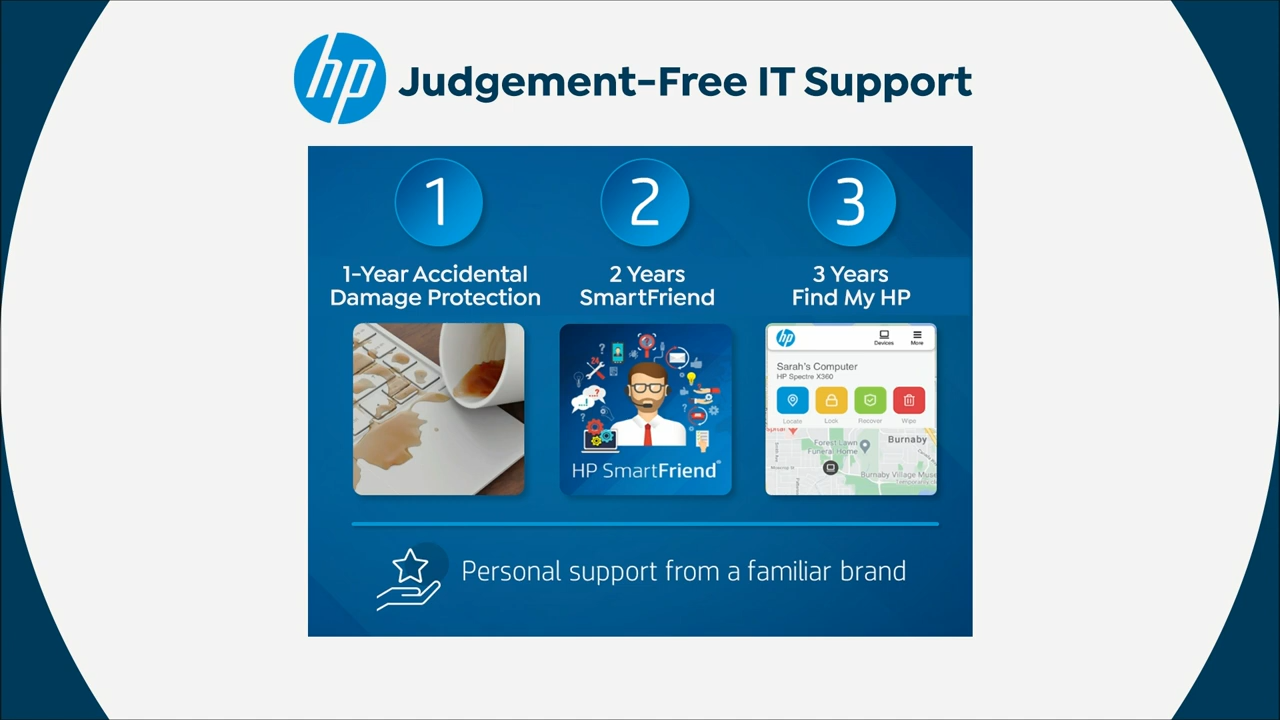 hp Judgement-Free IT Support
1 2 3
1-Year Accidental
Damage Protection
2 Years
SmartFriend
3 Years
Find My HP
24
HP SmartFriend®
hp
Devices
More
Sarah's Computer
HP Spectre X360
Locate
Lock
Recover
Wipe
Forest Lawn
Funeral Home
Burnaby
Burnaby Village Muse
Personal support from a familiar brand